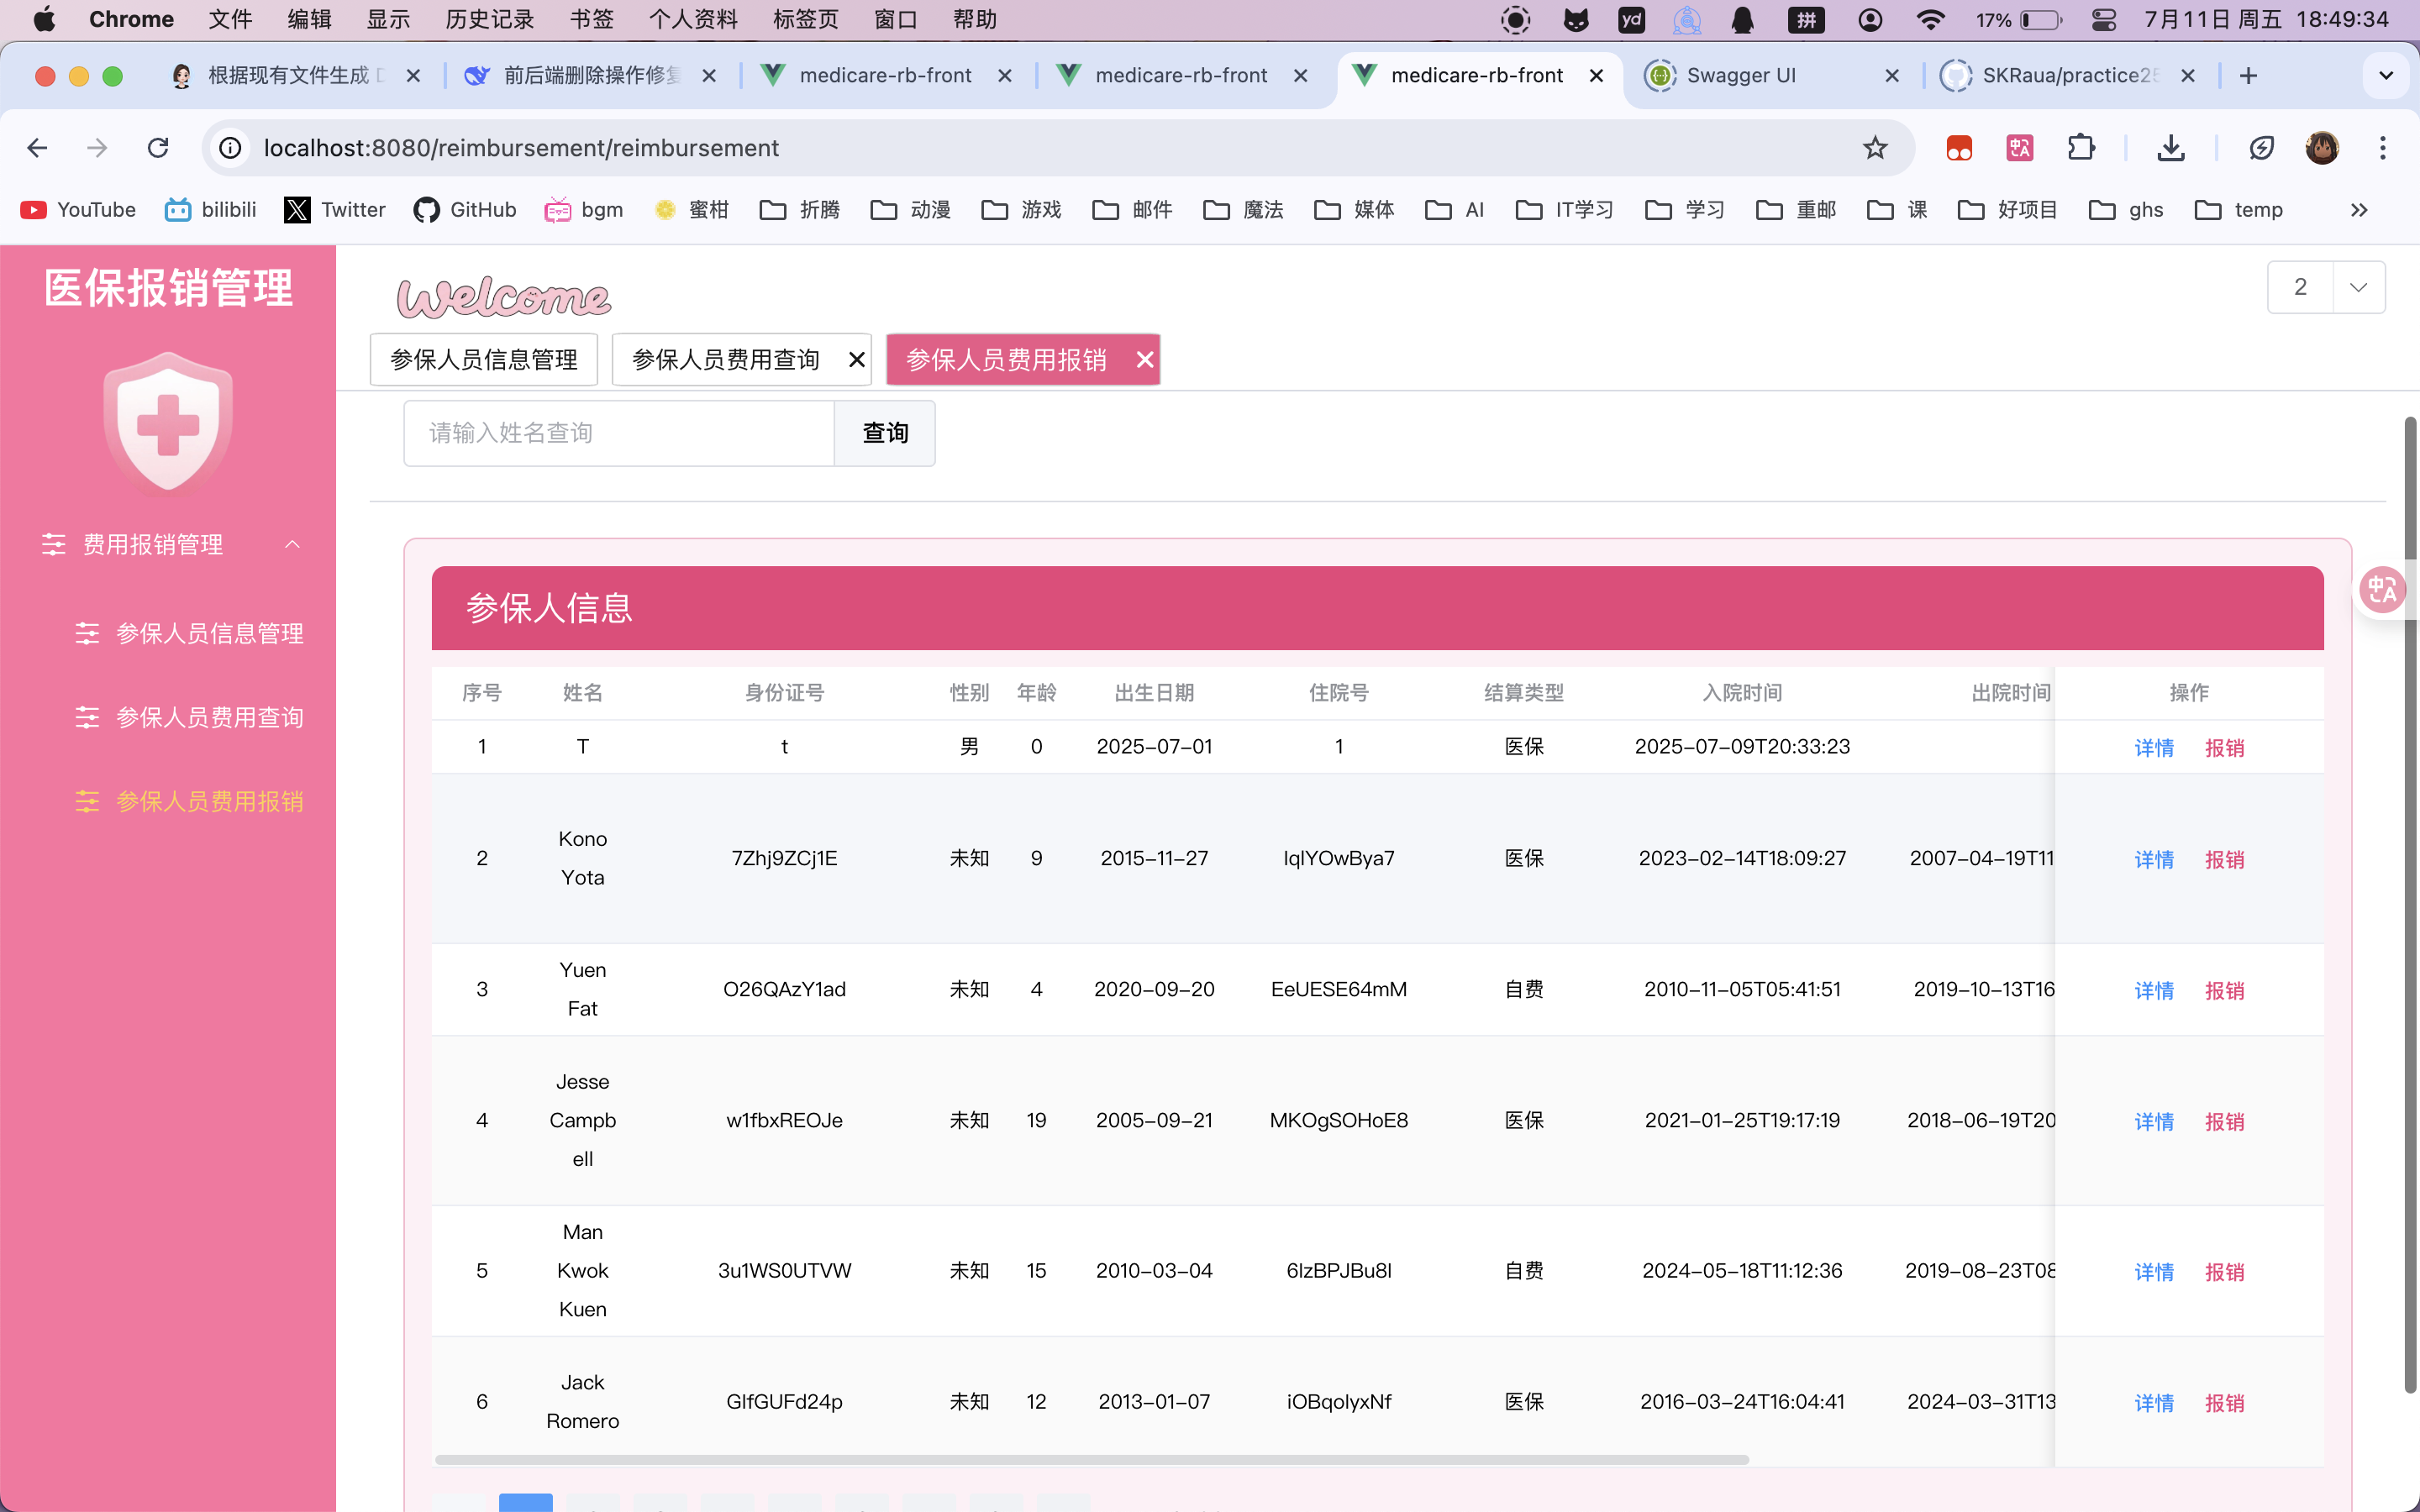 Chrome 文件 编辑 显示 历史记录 书签 个人资料 标签页 窗口 帮助 yd 拼 17% 7月11日 周五 18:49:34
根据现有文件生成 前后端删除操作修复 medicare-rb-front medicare-rb-front medicare-rb-front Swagger UI SKRaua/practice25
localhost:8080/reimbursement/reimbursement
YouTube bilibili Twitter GitHub bgm 蜜柑 折腾 动漫 游戏 邮件 魔法 媒体 AI IT学习 学习 重邮 课 好项目 ghs temp
医保报销管理
Welcome
2
参保人员信息管理 参保人员费用查询 参保人员费用报销
请输入姓名查询 查询
费用报销管理
参保人员信息管理
参保人员费用查询
参保人员费用报销
参保人信息
序号 姓名 身份证号 性别 年龄 出生日期 住院号 结算类型 入院时间 出院时间 操作
1 T t 男 0 2025-07-01 1 医保 2025-07-09T20:33:23 详情 报销
2 Kono Yota 7Zhj9ZCj1E 未知 9 2015-11-27 IqlYOwBya7 医保 2023-02-14T18:09:27 2007-04-19T11 详情 报销
3 Yuen Fat O26QAzY1ad 未知 4 2020-09-20 EeUESE64mM 自费 2010-11-05T05:41:51 2019-10-13T16 详情 报销
4 Jesse Campbell w1fbxREOJe 未知 19 2005-09-21 MKOgSOHoE8 医保 2021-01-25T19:17:19 2018-06-19T20 详情 报销
5 Man Kwok Kuen 3u1WS0UTVW 未知 15 2010-03-04 6lzBPJBu8l 自费 2024-05-18T11:12:36 2019-08-23T08 详情 报销
6 Jack Romero GlfGUFd24p 未知 12 2013-01-07 iOBqolyxNf 医保 2016-03-24T16:04:41 2024-03-31T13 详情 报销